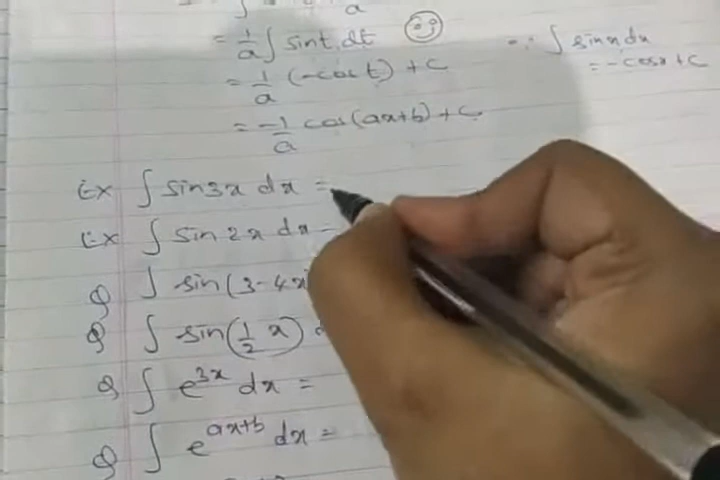 = 1/a ∫ sint. dt
∵ ∫ sinx dx
= 1/a (-cos t) + c
= -cosx + c
= -1/a cos(ax+b) + c
Ex ∫ sin3x dx =
Ex ∫ sin2x dx =
Q ∫ sin(3-4x)
Q ∫ sin(1/2 x)
Q ∫ e^3x dx =
Q ∫ e^ax+b dx =